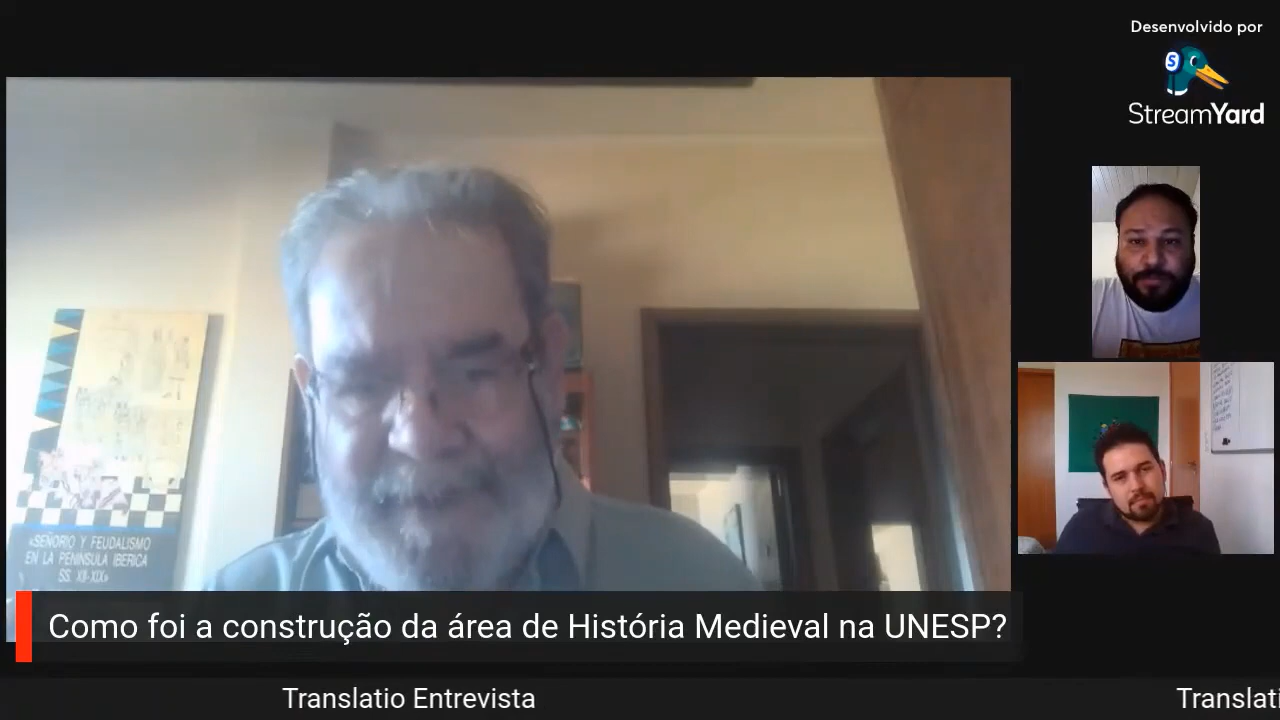 Desenvolvido por
S
StreamYard
«SEÑORIO Y FEUDALISMO
EN LA PENINSULA IBERICA
SS XII-XIX»
Como foi a construção da área de História Medieval na UNESP?
Translatio Entrevista
Translati